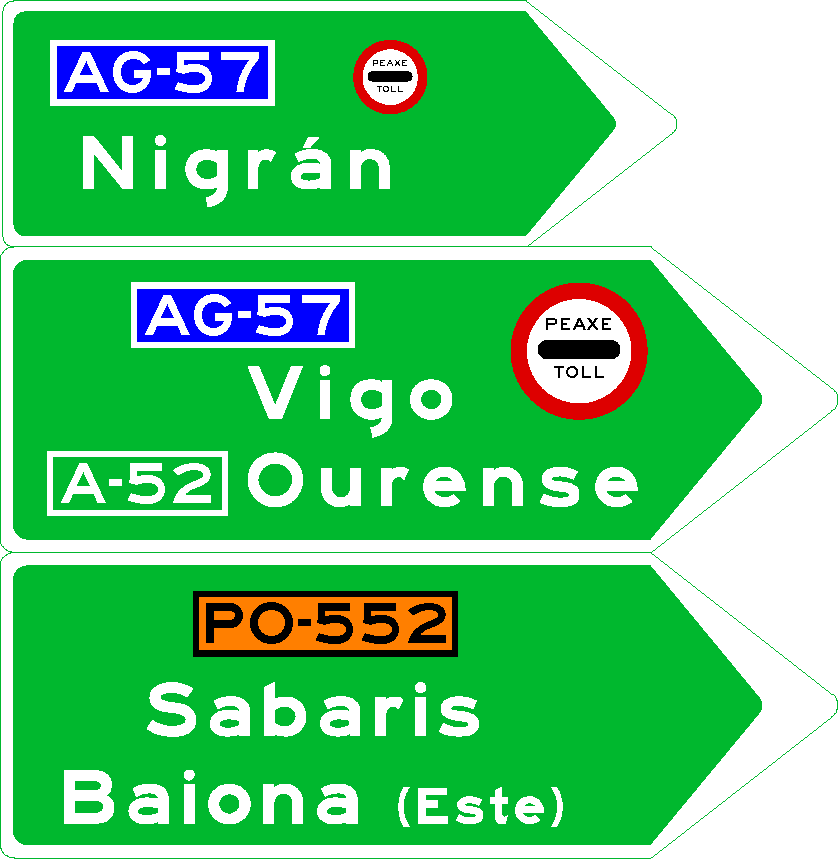 AG-57
PEAXE
TOLL
Nigrán
AG-57
PEAXE
TOLL
Vigo
A-52 Ourense
PO-552
Sabaris
Baiona (Este)